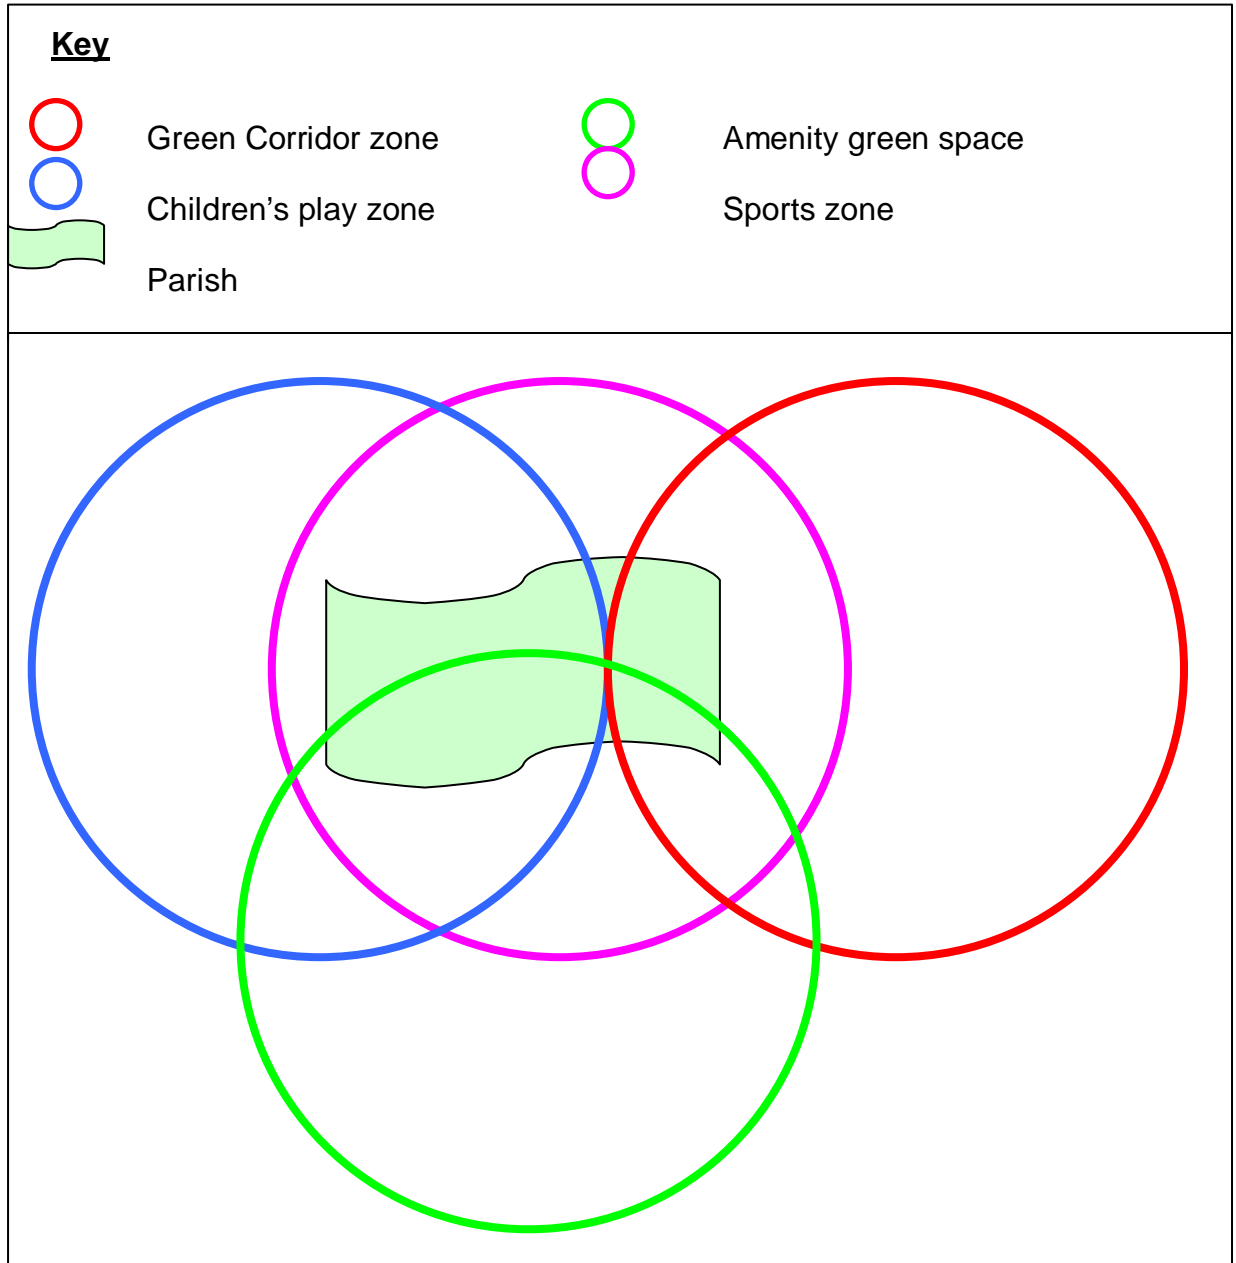 Key
Green Corridor zone
Amenity green space
Children's play zone
Sports zone
Parish